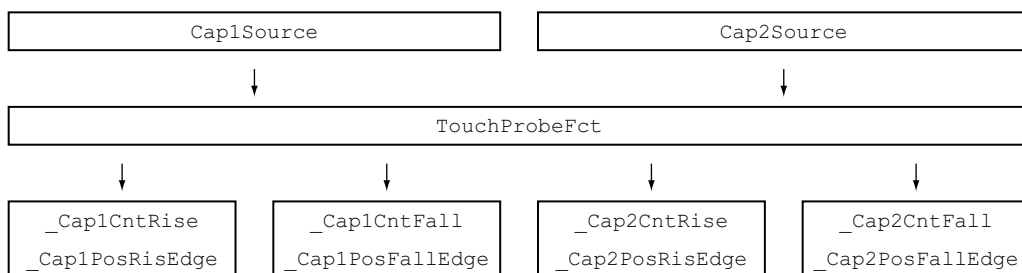 Cap1Source Cap2Source
TouchProbeFct
_Cap1CntRise _Cap1CntFall _Cap2CntRise _Cap2CntFall
_Cap1PosRisEdge _Cap1PosFallEdge _Cap2PosRisEdge _Cap2PosFallEdge